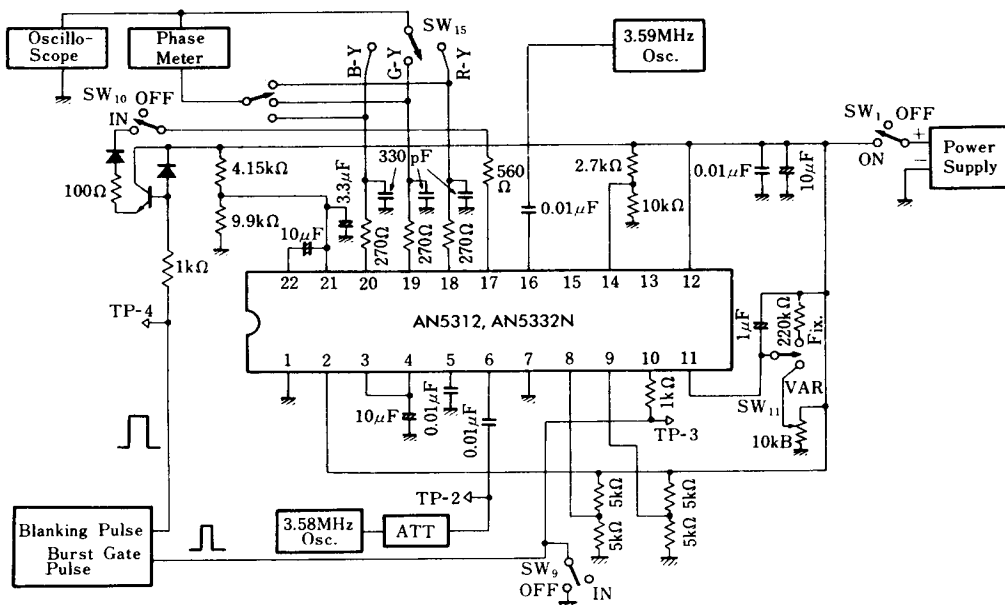 Oscillo-
Scope
Phase
Meter
SW₁₅
B-Y
G-Y
R-Y
3.59MHz
Osc.
SW₁₀ OFF
IN
SW₁ OFF
ON
+
−
Power
Supply
100Ω
4.15kΩ
9.9kΩ
3.3μF
10μF
330 pF
270Ω
270Ω
270Ω
560
Ω
0.01μF
2.7kΩ
10kΩ
0.01μF
10μF
1kΩ
TP-4
22 21 20 19 18 17 16 15 14 13 12
AN5312, AN5332N
1 2 3 4 5 6 7 8 9 10 11
1μF
220kΩ
Fix.
VAR
SW₁₁
10kB
10μF
0.01μF
0.01μF
1kΩ
TP-3
TP-2
5kΩ
5kΩ
5kΩ
5kΩ
Blanking Pulse
Burst Gate
Pulse
3.58MHz
Osc.
ATT
SW₉
OFF
IN